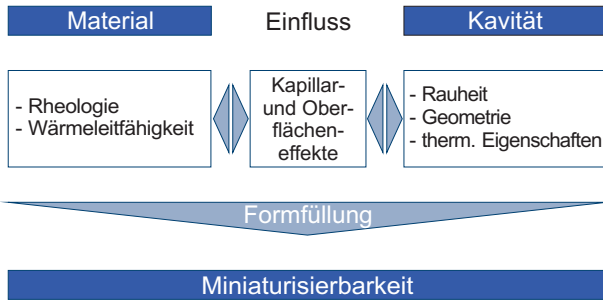 Material
Einfluss
Kavität
- Rheologie
- Wärmeleitfähigkeit
Kapillar-
und Ober-
flächen-
effekte
- Rauheit
- Geometrie
- therm. Eigenschaften
Formfüllung
Miniaturisierbarkeit